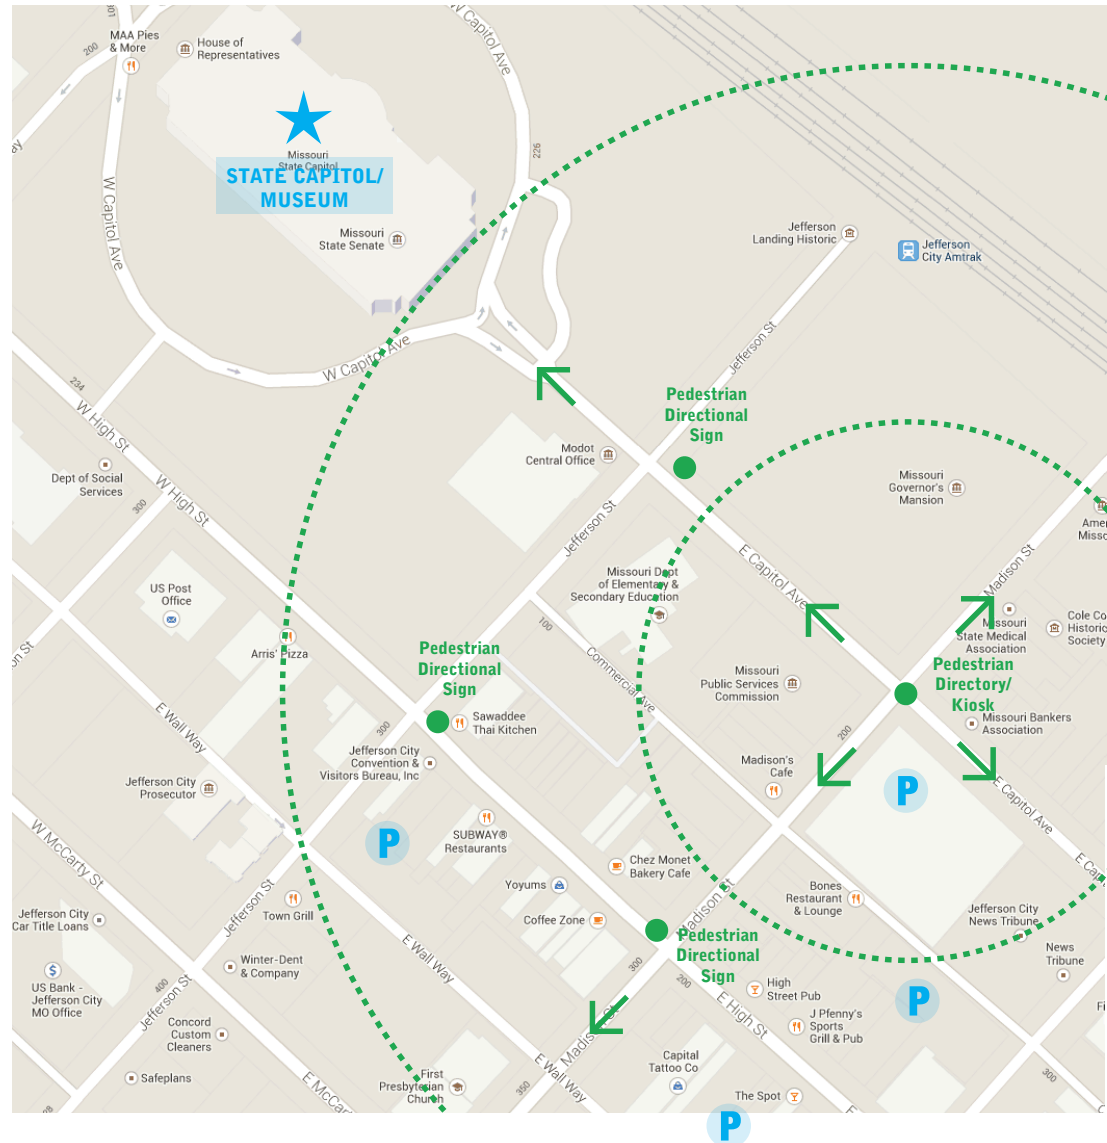 MAA Pies
& More
200
301
House of
Representatives
W Capitol Ave
226
Missouri
State Capitol
STATE CAPITOL/
MUSEUM
Missouri
State Senate
W Capitol Ave
W Capitol Ave
Jefferson
Landing Historic
Jefferson
City Amtrak
Jefferson St
234
W High St
W High St
Dept of Social
Services
300
Pedestrian
Directional
Sign
Modot
Central Office
Jefferson St
Missouri
Governor's
Mansion
E Capitol Ave
Madison St
Missouri Dept
of Elementary &
Secondary Education
US Post
Office
Arris' Pizza
100
Commercial Ave
Missouri
State Medical
Association
Cole Co
Historic
Society
Pedestrian
Directional
Sign
Missouri
Public Services
Commission
Pedestrian
Directory/
Kiosk
Missouri Bankers
Association
E Wall Way
300
Sawaddee
Thai Kitchen
Jefferson City
Convention &
Visitors Bureau, Inc
200
Madison's
Cafe
Jefferson City
Prosecutor
P
P
E Capitol Ave
SUBWAY®
Restaurants
W McCarty St
Chez Monet
Bakery Cafe
Yoyums
Coffee Zone
Madison St
Bones
Restaurant
& Lounge
Jefferson City
News Tribune
News
Tribune
Town Grill
Jefferson St
Jefferson City
Car Title Loans
E Wall Way
Pedestrian
Directional
Sign
Winter-Dent
& Company
US Bank -
Jefferson City
MO Office
400
Jefferson St
300
200
High
Street Pub
P
E High St
J Pfenny's
Sports
Grill & Pub
Concord
Custom
Cleaners
Madison St
Capital
Tattoo Co
E Wall Way
Safeplans
E McCarty
First
Presbyterian
Church
350
The Spot
300
P